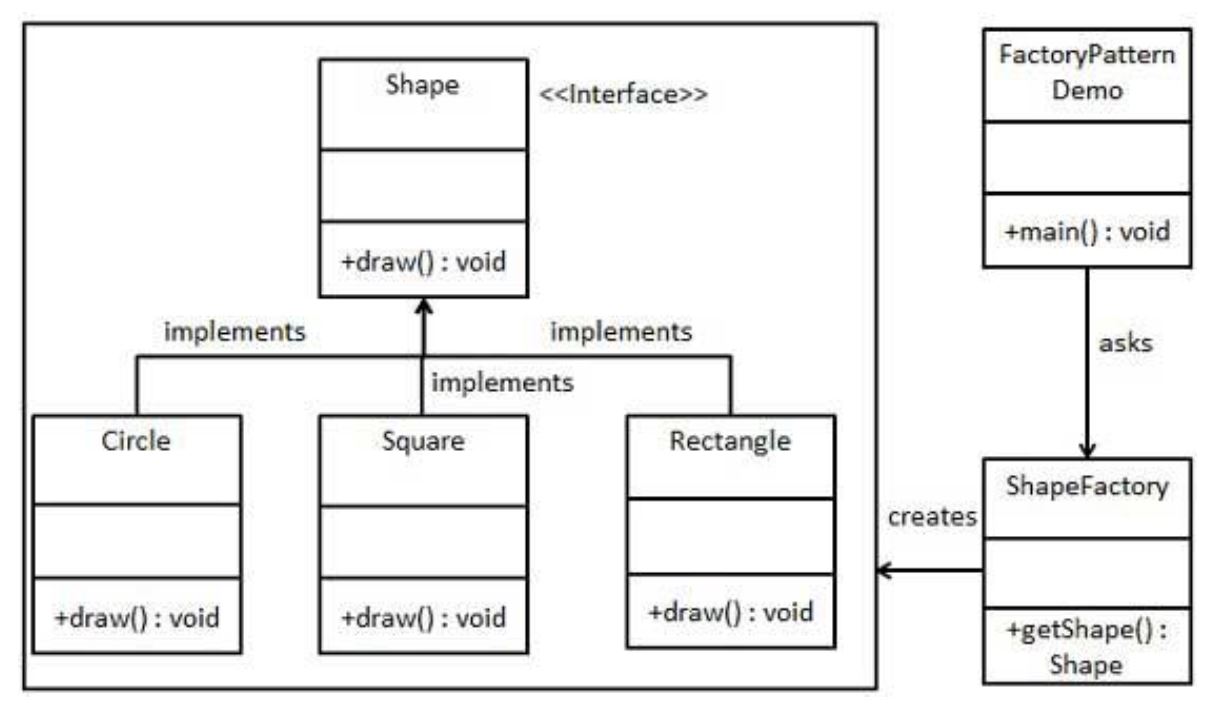 Shape
<<Interface>>
+draw() : void
implements
implements
implements
Circle
+draw() : void
Square
+draw() : void
Rectangle
+draw() : void
FactoryPattern
Demo
+main() : void
asks
ShapeFactory
+getShape() :
Shape
creates